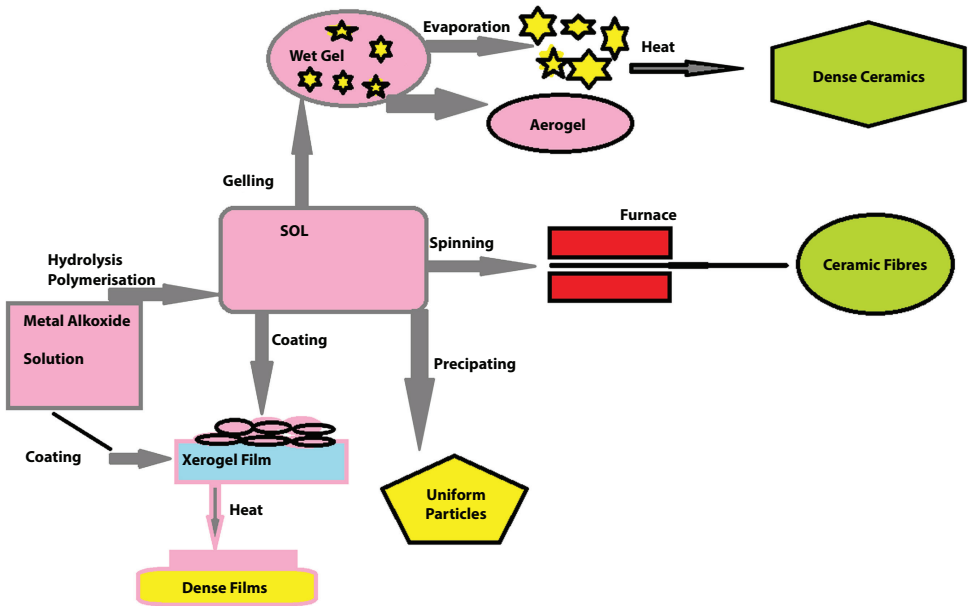 Evaporation
Wet Gel
Heat
Dense Ceramics
Aerogel
Gelling
SOL
Furnace
Spinning
Hydrolysis
Polymerisation
Ceramic Fibres
Metal Alkoxide
Solution
Coating
Precipating
Coating
Xerogel Film
Uniform
Particles
Heat
Dense Films